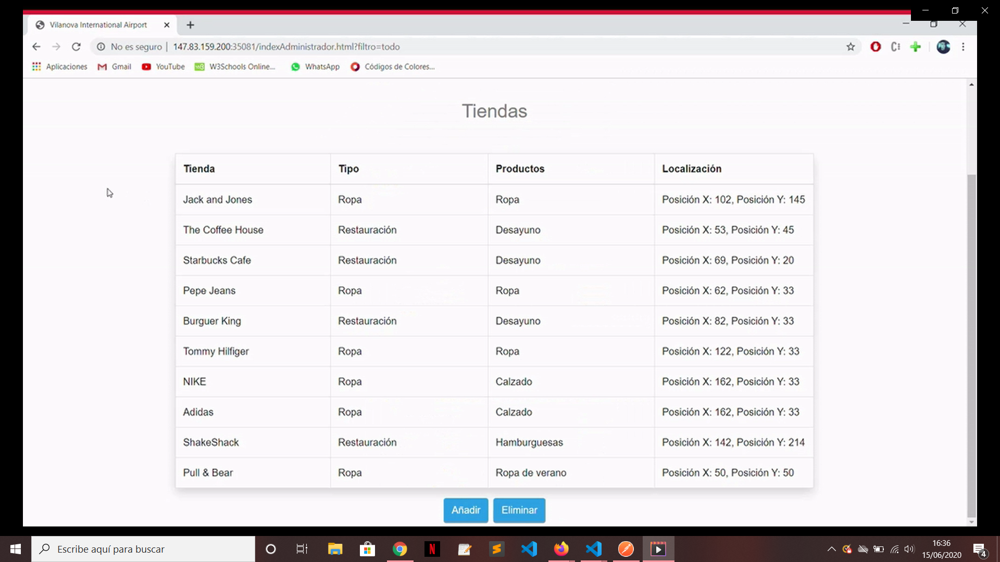 Vilanova International Airport
No es seguro | 147.83.159.200:35081/indexAdministrador.html?filtro=todo
Aplicaciones Gmail YouTube W3Schools Online... WhatsApp Códigos de Colores...
Tiendas
Tienda Tipo Productos Localización
Jack and Jones Ropa Ropa Posición X: 102, Posición Y: 145
The Coffee House Restauración Desayuno Posición X: 53, Posición Y: 45
Starbucks Cafe Restauración Desayuno Posición X: 69, Posición Y: 20
Pepe Jeans Ropa Ropa Posición X: 62, Posición Y: 33
Burguer King Restauración Desayuno Posición X: 82, Posición Y: 33
Tommy Hilfiger Ropa Ropa Posición X: 122, Posición Y: 33
NIKE Ropa Calzado Posición X: 162, Posición Y: 33
Adidas Ropa Calzado Posición X: 162, Posición Y: 33
ShakeShack Restauración Hamburguesas Posición X: 142, Posición Y: 214
Pull & Bear Ropa Ropa de verano Posición X: 50, Posición Y: 50
Añadir Eliminar
Escribe aquí para buscar
16:36
15/06/2020
4